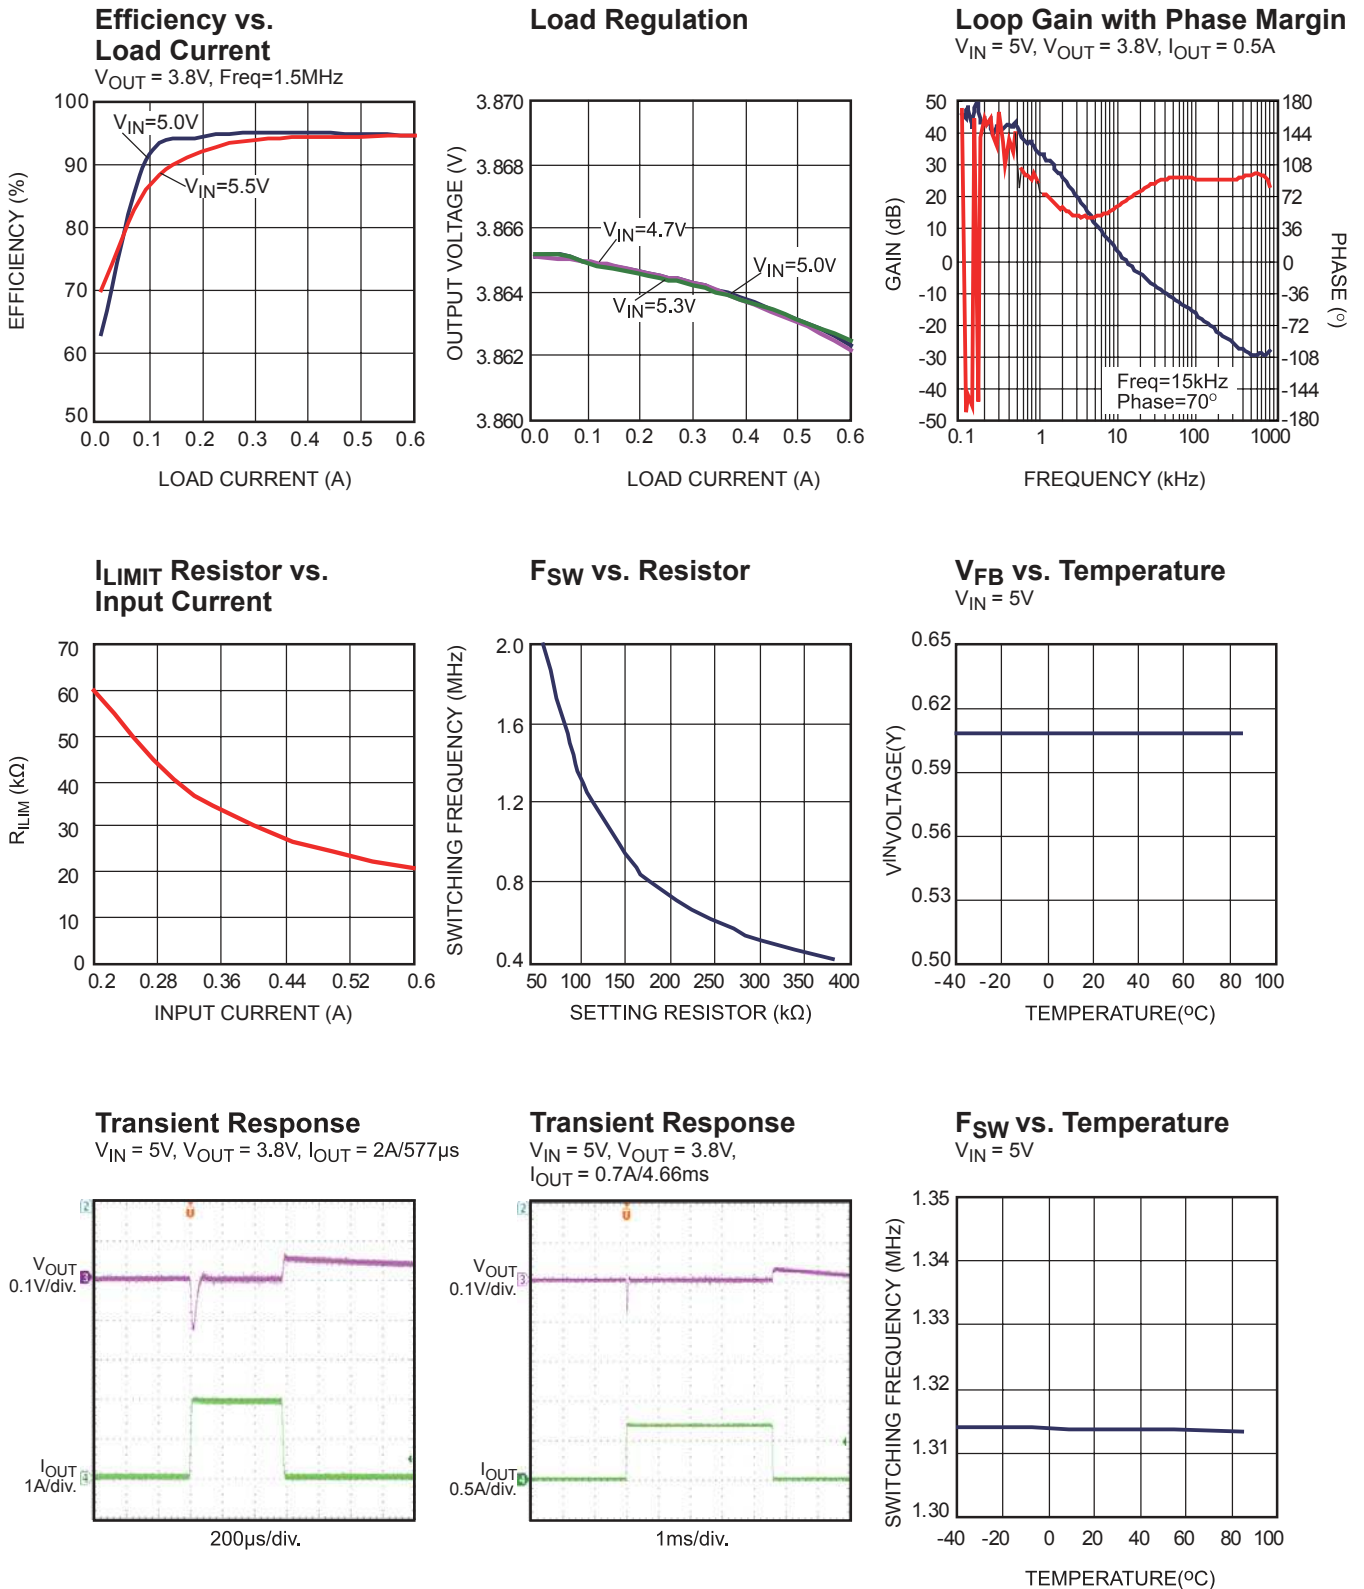 Efficiency vs.
Load Current
VOUT = 3.8V, Freq=1.5MHz
EFFICIENCY (%)
100
90
80
70
60
50
VIN=5.0V
VIN=5.5V
0.0 0.1 0.2 0.3 0.4 0.5 0.6
LOAD CURRENT (A)
Load Regulation
OUTPUT VOLTAGE (V)
3.870
3.868
3.866
3.864
3.862
3.860
VIN=4.7V
VIN=5.0V
VIN=5.3V
0.0 0.1 0.2 0.3 0.4 0.5 0.6
LOAD CURRENT (A)
Loop Gain with Phase Margin
VIN = 5V, VOUT = 3.8V, IOUT = 0.5A
GAIN (dB)
50
40
30
20
10
0
-10
-20
-30
-40
-50
180
144
108
72
36
0
-36
-72
-108
-144
-180
PHASE (º)
Freq=15kHz
Phase=70º
0.1 1 10 100 1000
FREQUENCY (kHz)
ILIMIT Resistor vs.
Input Current
RILIM (kΩ)
70
60
50
40
30
20
10
0
0.2 0.28 0.36 0.44 0.52 0.6
INPUT CURRENT (A)
FSW vs. Resistor
SWITCHING FREQUENCY (MHz)
2.0
1.6
1.2
0.8
0.4
50 100 150 200 250 300 350 400
SETTING RESISTOR (kΩ)
VFB vs. Temperature
VIN = 5V
VIN VOLTAGE(Y)
0.65
0.62
0.59
0.56
0.53
0.50
-40 -20 0 20 40 60 80 100
TEMPERATURE(ºC)
Transient Response
VIN = 5V, VOUT = 3.8V, IOUT = 2A/577µs
2
U
VOUT
0.1V/div.
3
IOUT
1A/div.
4
200µs/div.
Transient Response
VIN = 5V, VOUT = 3.8V,
IOUT = 0.7A/4.66ms
2
U
VOUT
0.1V/div.
3
IOUT
0.5A/div.
4
1ms/div.
FSW vs. Temperature
VIN = 5V
SWITCHING FREQUENCY (MHz)
1.35
1.34
1.33
1.32
1.31
1.30
-40 -20 0 20 40 60 80 100
TEMPERATURE(ºC)